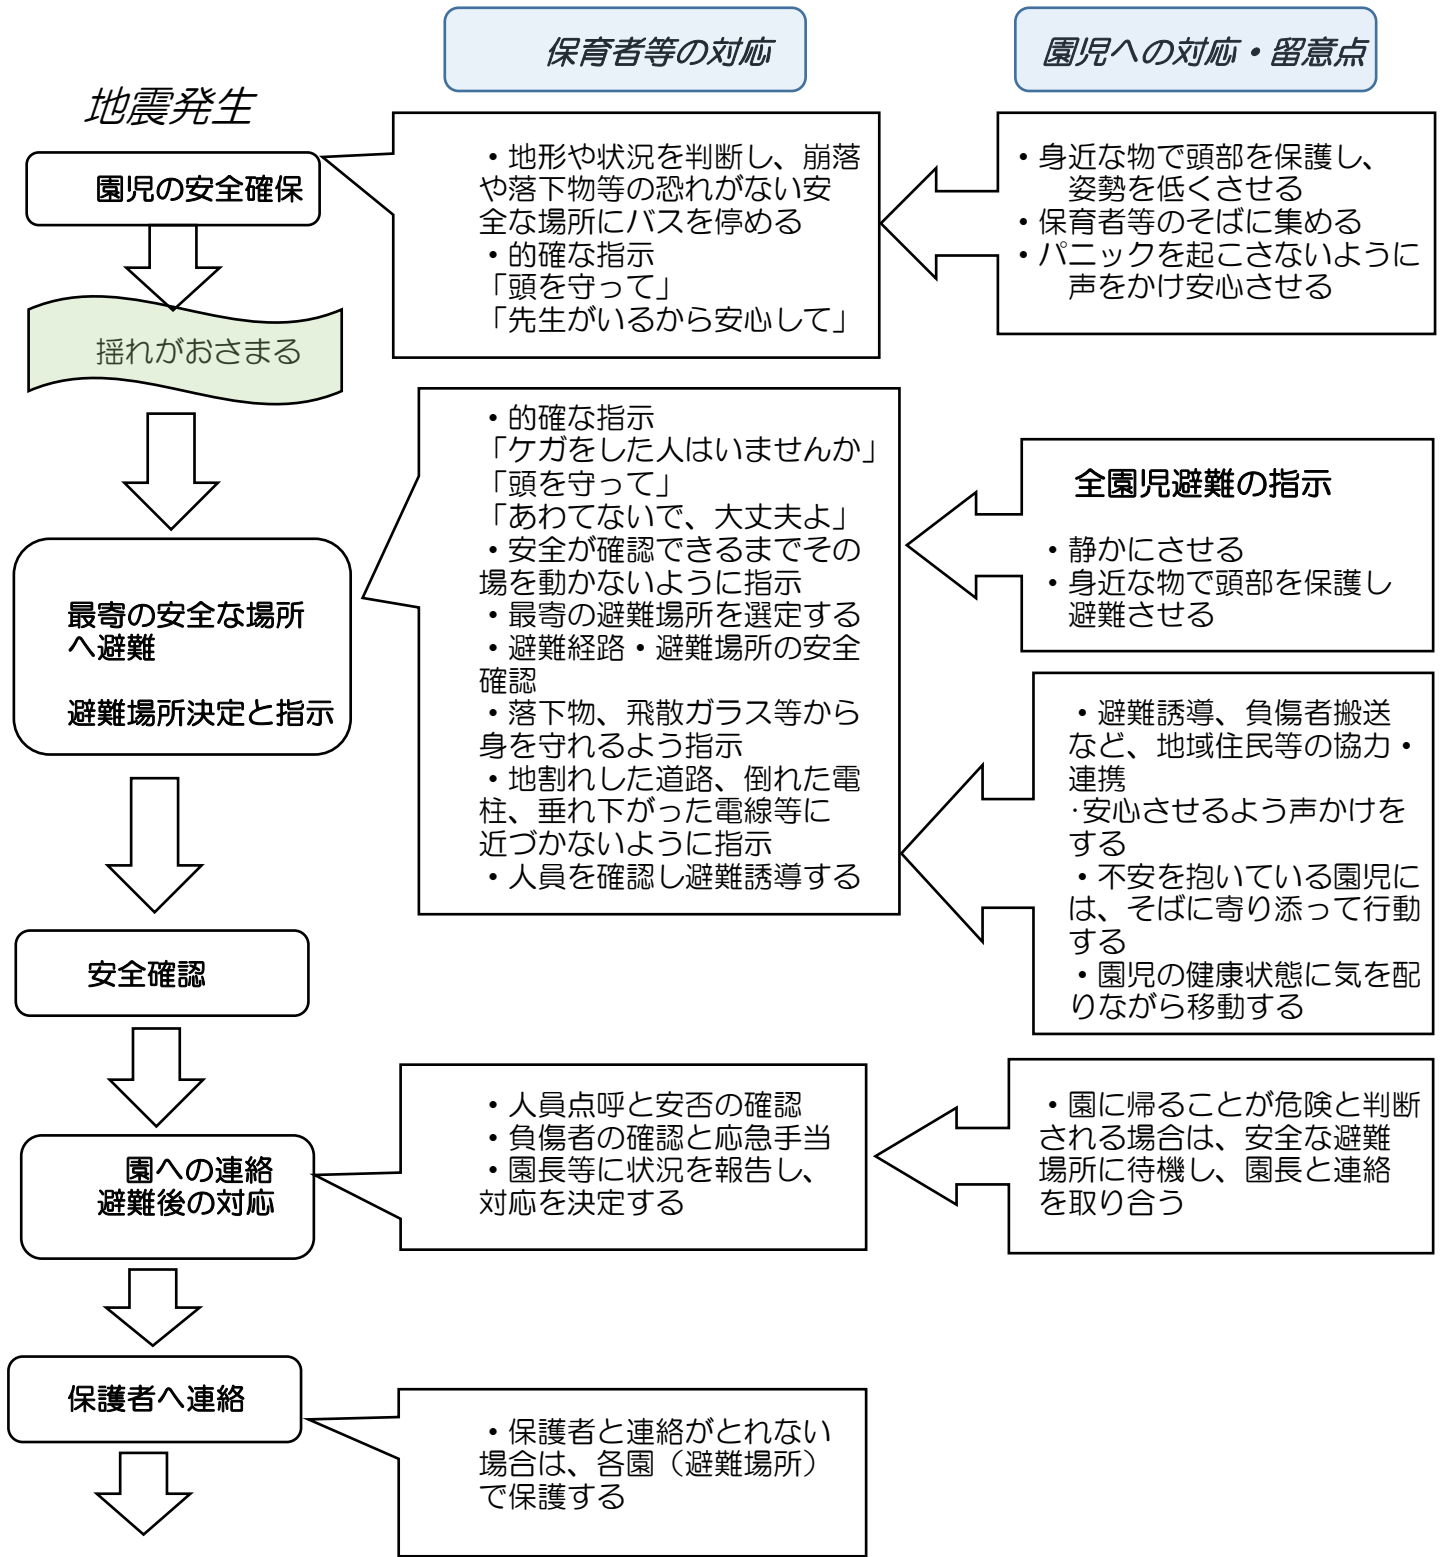 保育者等の対応
園児への対応・留意点
地震発生
園児の安全確保
・地形や状況を判断し、崩落
や落下物等の恐れがない安
全な場所にバスを停める
・的確な指示
「頭を守って」
「先生がいるから安心して」
・身近な物で頭部を保護し、
姿勢を低くさせる
・保育者等のそばに集める
・パニックを起こさないように
声をかけ安心させる
揺れがおさまる
最寄の安全な場所
へ避難
避難場所決定と指示
・的確な指示
「ケガをした人はいませんか」
「頭を守って」
「あわてないで、大丈夫よ」
・安全が確認できるまでその
場を動かないように指示
・最寄の避難場所を選定する
・避難経路・避難場所の安全
確認
・落下物、飛散ガラス等から
身を守れるよう指示
・地割れした道路、倒れた電
柱、垂れ下がった電線等に
近づかないように指示
・人員を確認し避難誘導する
全園児避難の指示
・静かにさせる
・身近な物で頭部を保護し
避難させる
・避難誘導、負傷者搬送
など、地域住民等の協力・
連携
・安心させるよう声かけを
する
・不安を抱いている園児に
は、そばに寄り添って行動
する
・園児の健康状態に気を配
りながら移動する
安全確認
園への連絡
避難後の対応
・人員点呼と安否の確認
・負傷者の確認と応急手当
・園長等に状況を報告し、
対応を決定する
・園に帰ることが危険と判断
される場合は、安全な避難
場所に待機し、園長と連絡
を取り合う
保護者へ連絡
・保護者と連絡がとれない
場合は、各園（避難場所）
で保護する